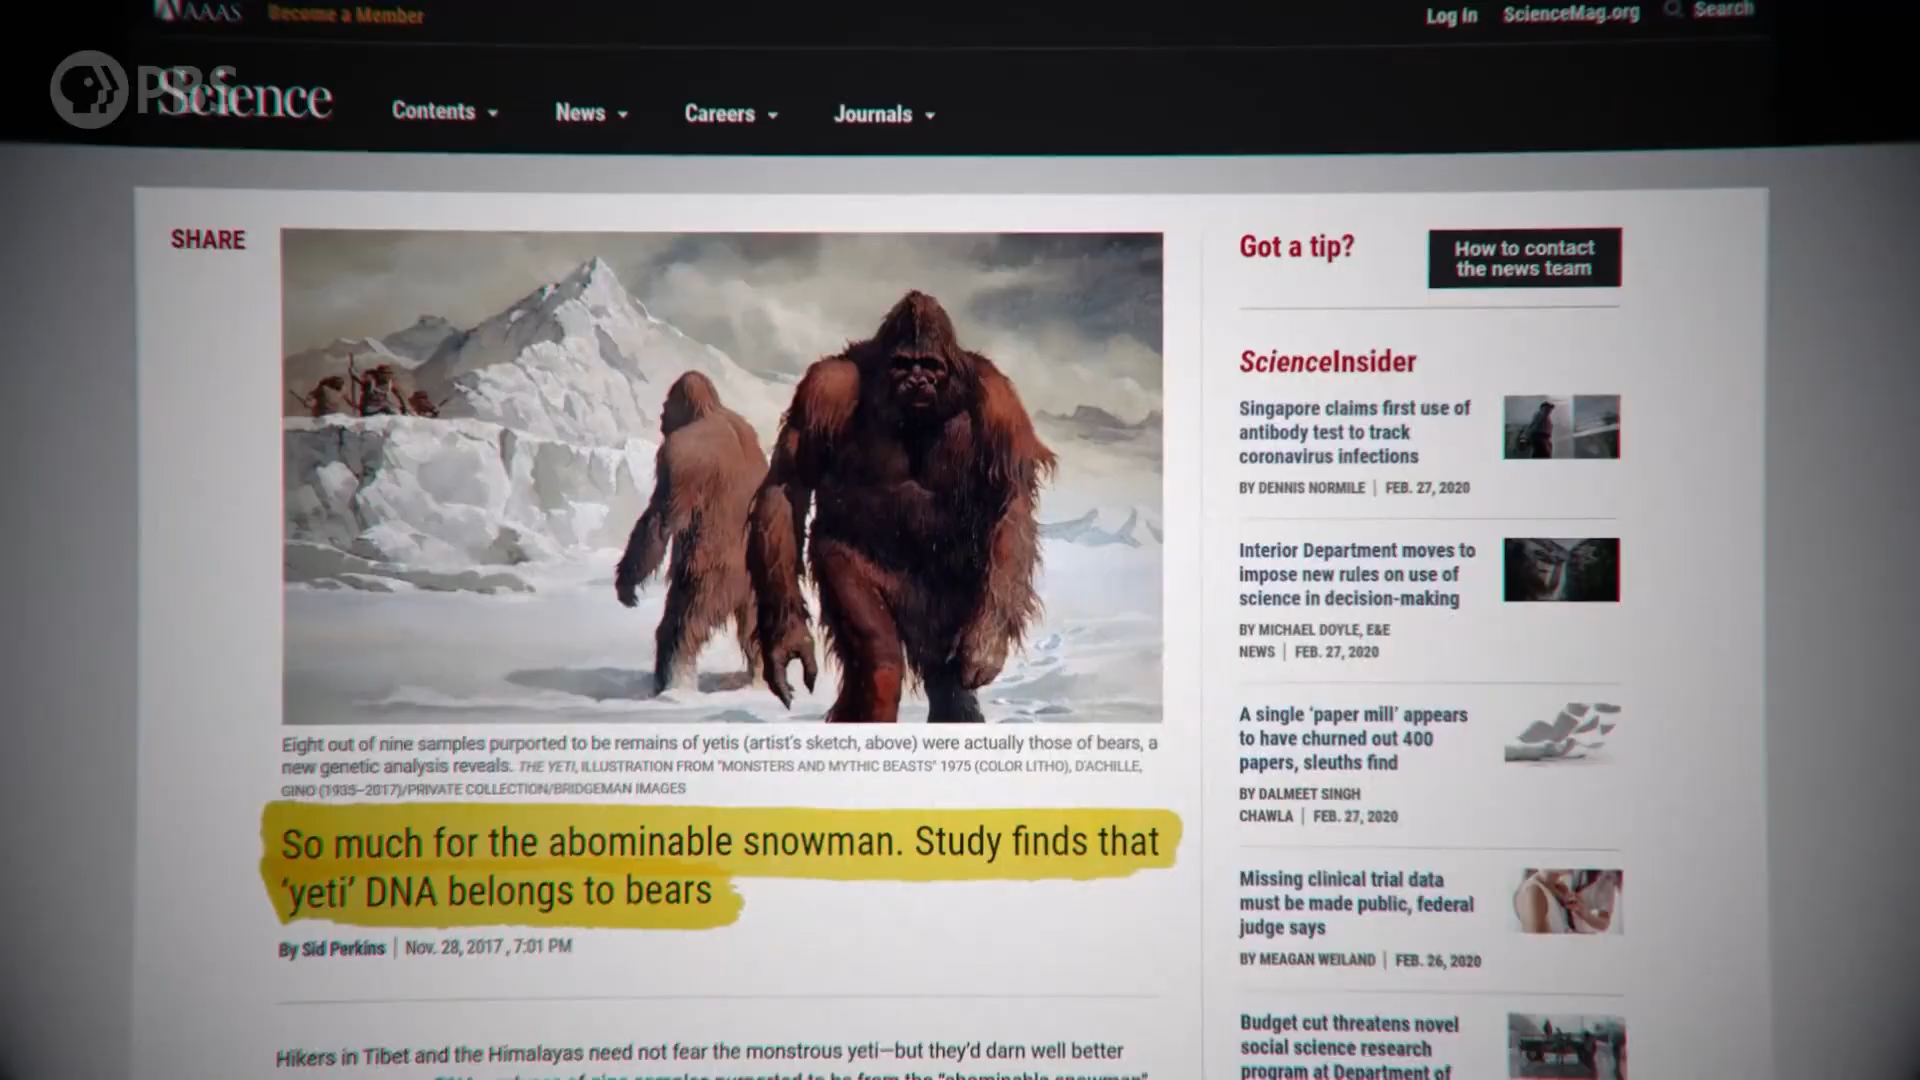 AAAS Become a Member
Log In ScienceMag.org Search
PBS
Science Contents News Careers Journals
SHARE
Eight out of nine samples purported to be remains of yetis (artist's sketch, above) were actually those of bears, a
new genetic analysis reveals. THE YETI, ILLUSTRATION FROM "MONSTERS AND MYTHIC BEASTS" 1975 (COLOR LITHO), D'ACHILLE,
GINO (1935–2017)/PRIVATE COLLECTION/BRIDGEMAN IMAGES
So much for the abominable snowman. Study finds that
'yeti' DNA belongs to bears
By Sid Perkins | Nov. 28, 2017 , 7:01 PM
Hikers in Tibet and the Himalayas need not fear the monstrous yeti—but they'd darn well better
Got a tip?
How to contact
the news team
ScienceInsider
Singapore claims first use of
antibody test to track
coronavirus infections
BY DENNIS NORMILE | FEB. 27, 2020
Interior Department moves to
impose new rules on use of
science in decision-making
BY MICHAEL DOYLE, E&E
NEWS | FEB. 27, 2020
A single 'paper mill' appears
to have churned out 400
papers, sleuths find
BY DALMEET SINGH
CHAWLA | FEB. 27, 2020
Missing clinical trial data
must be made public, federal
judge says
BY MEAGAN WEILAND | FEB. 26, 2020
Budget cut threatens novel
social science research
program at Department of